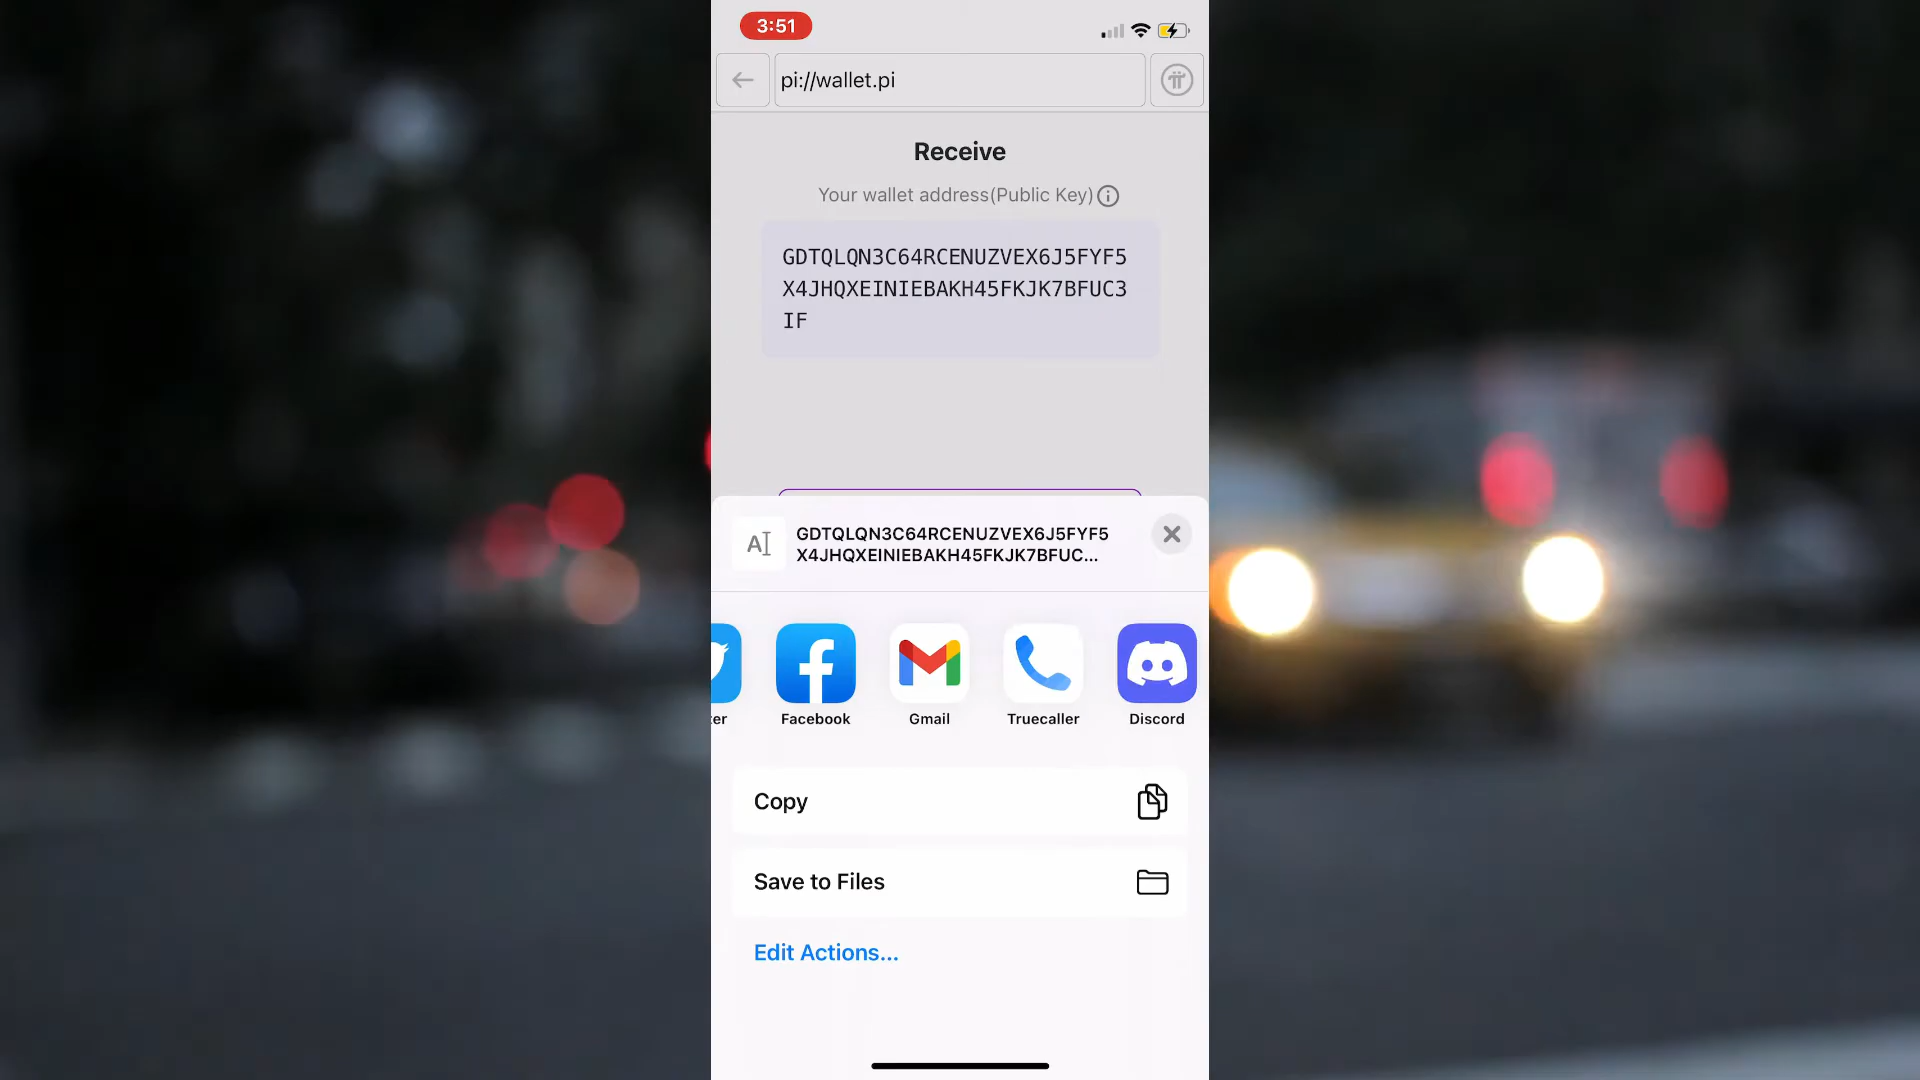 3:51
pi://wallet.pi
Receive
Your wallet address(Public Key)
GDTQLQN3C64RCENUZVEX6J5FYF5
X4JHQXEINIEBAKH45FKJK7BFUC3
IF
GDTQLQN3C64RCENUZVEX6J5FYF5
X4JHQXEINIEBAKH45FKJK7BFUC...
ter
Facebook
Gmail
Truecaller
Discord
Copy
Save to Files
Edit Actions...